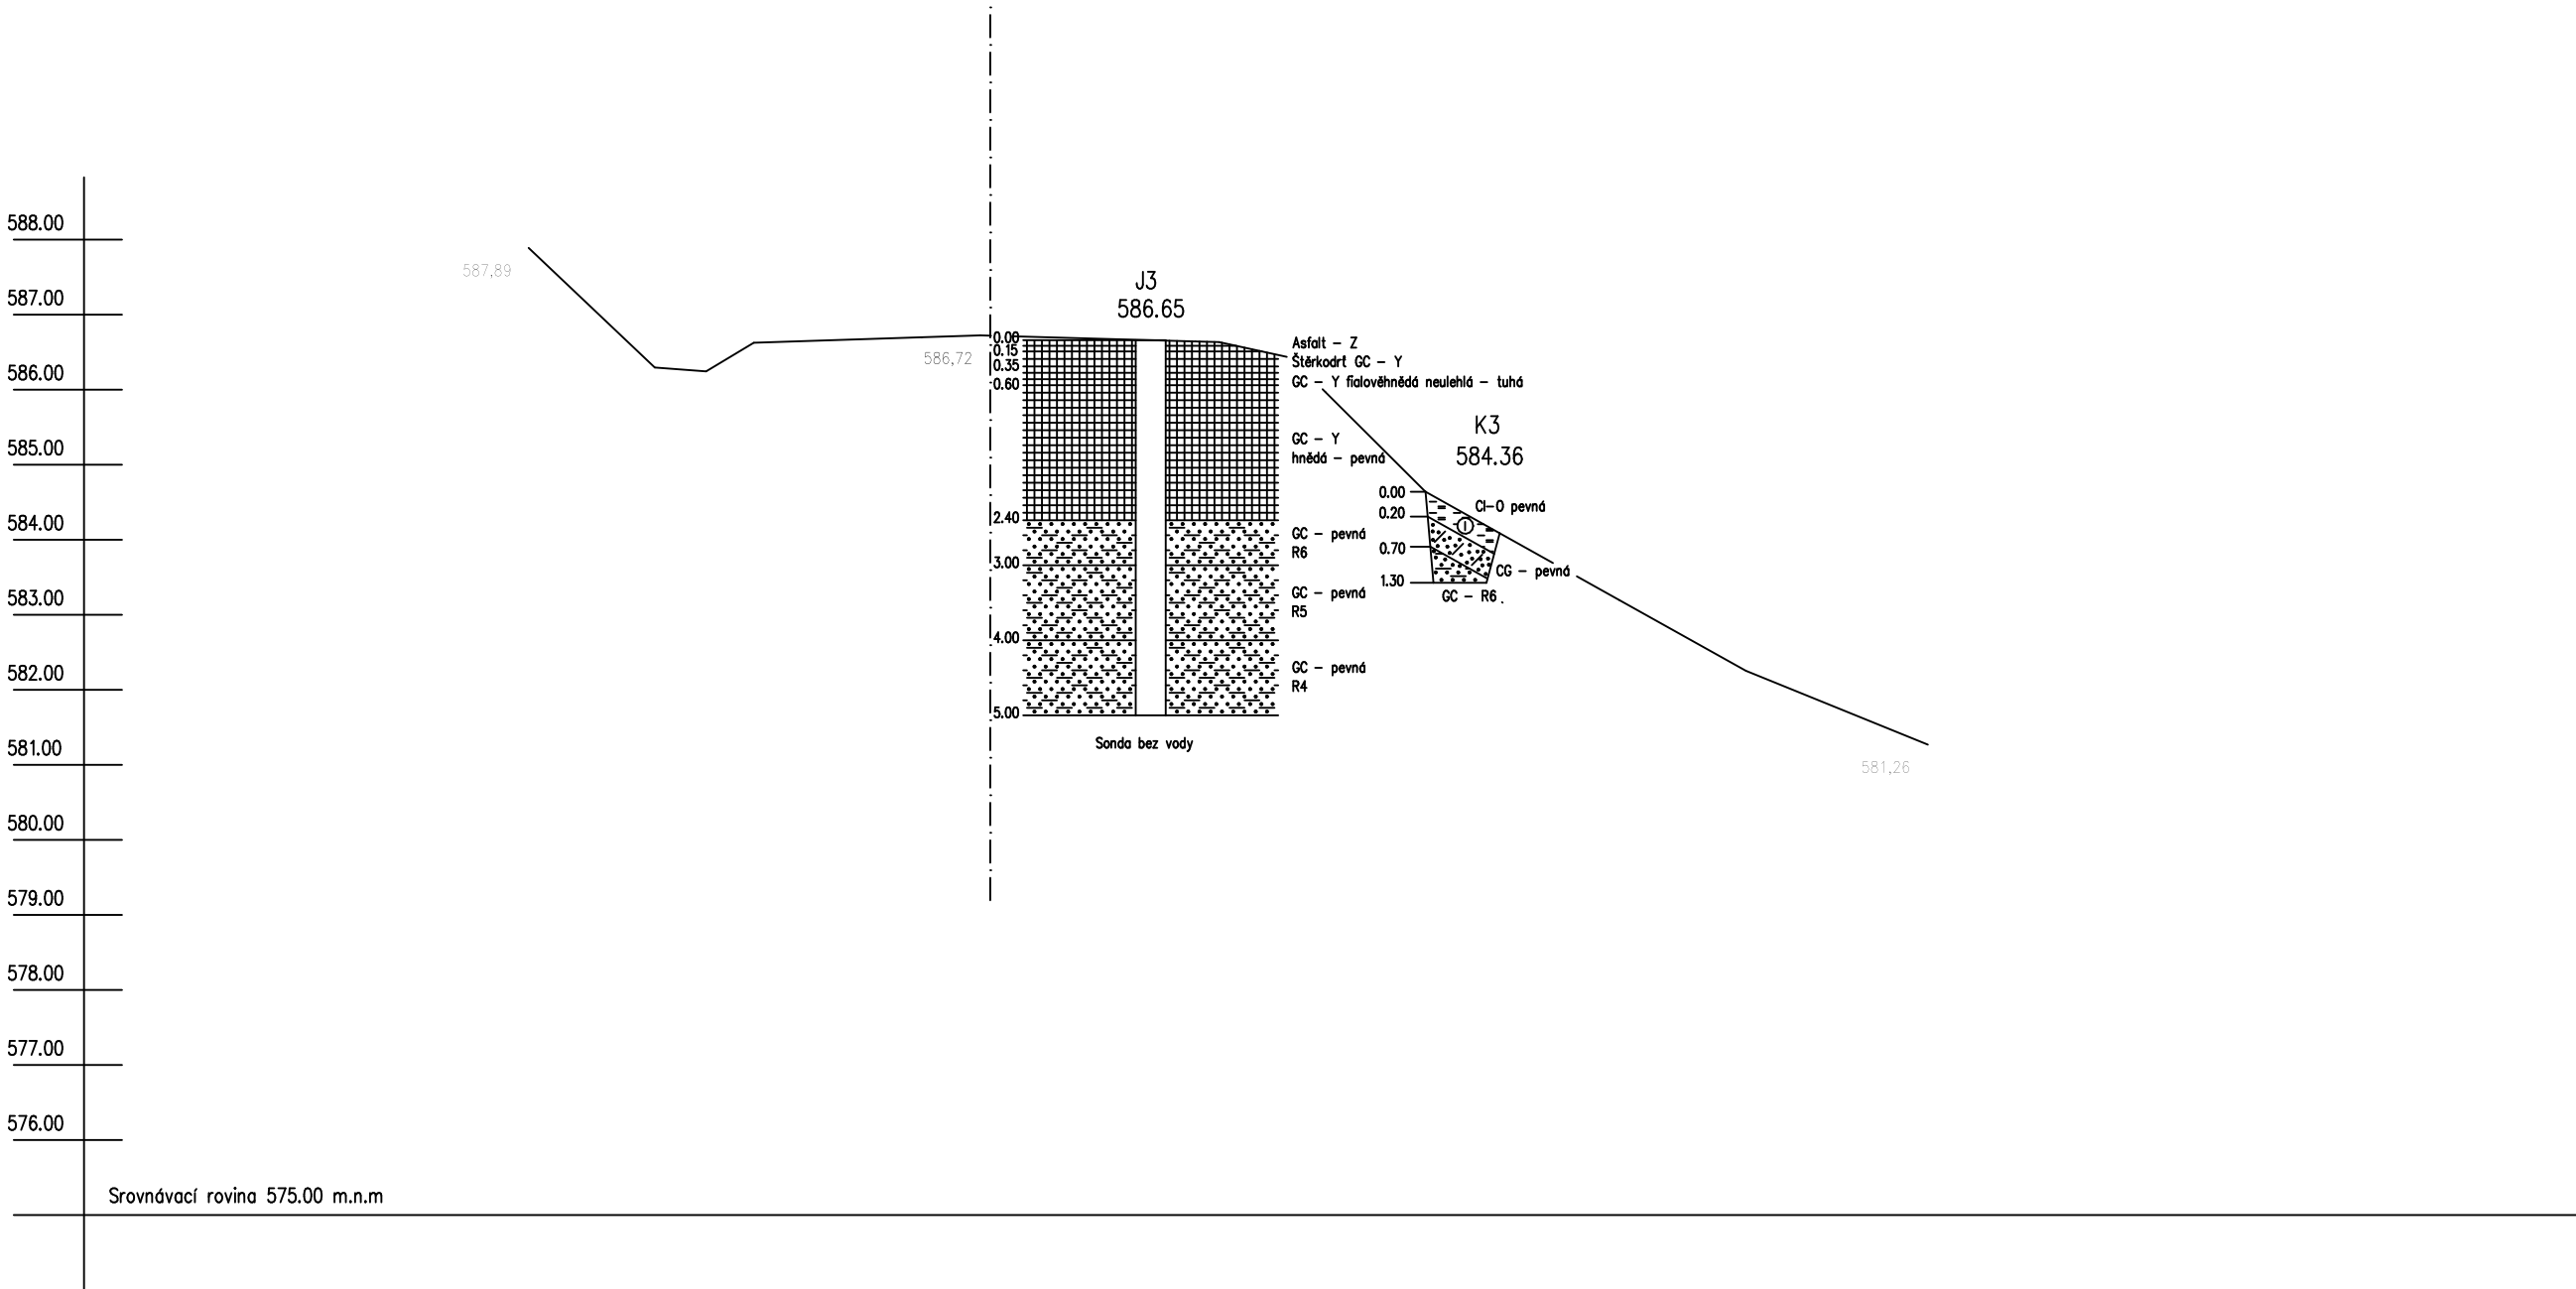 588.00
587.00
586.00
585.00
584.00
583.00
582.00
581.00
580.00
579.00
578.00
577.00
576.00
Srovnávací rovina 575.00 m.n.m
587,89
586,72
J3
586.65
0.00
0.15
0.35
0.60
2.40
3.00
4.00
5.00
Asfalt – Z
Štěrkodrť GC – Y
GC – Y fialověhnědá neulehlá – tuhá
GC – Y
hnědá – pevná
GC – pevná
R6
GC – pevná
R5
GC – pevná
R4
Sonda bez vody
K3
584.36
0.00
0.20
0.70
1.30
CI–O pevná
CG – pevná
GC – R6
581,26